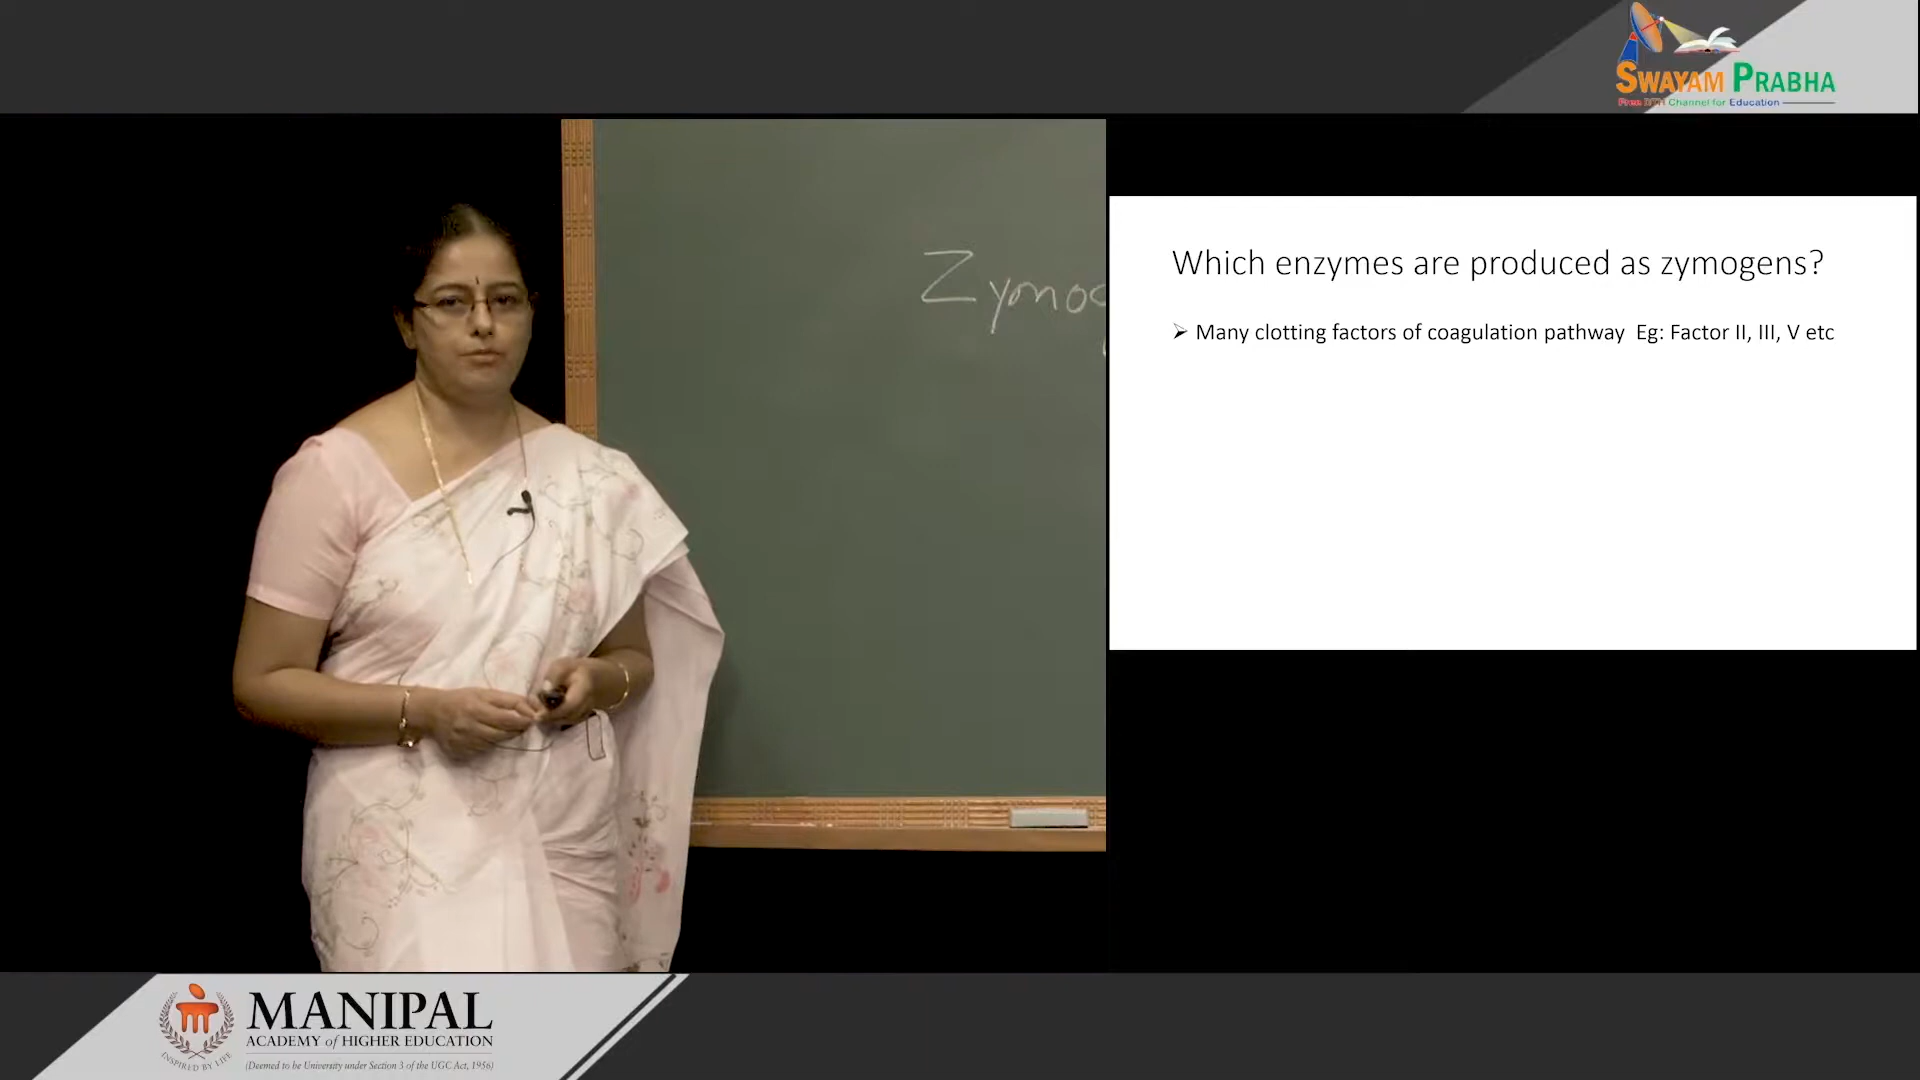 SWAYAM PRABHA
Free DTH Channel for Education
Zymog
Which enzymes are produced as zymogens?
➢ Many clotting factors of coagulation pathway Eg: Factor II, III, V etc
MANIPAL
ACADEMY of HIGHER EDUCATION
(Deemed to be University under Section 3 of the UGC Act, 1956)
INSPIRED BY LIFE